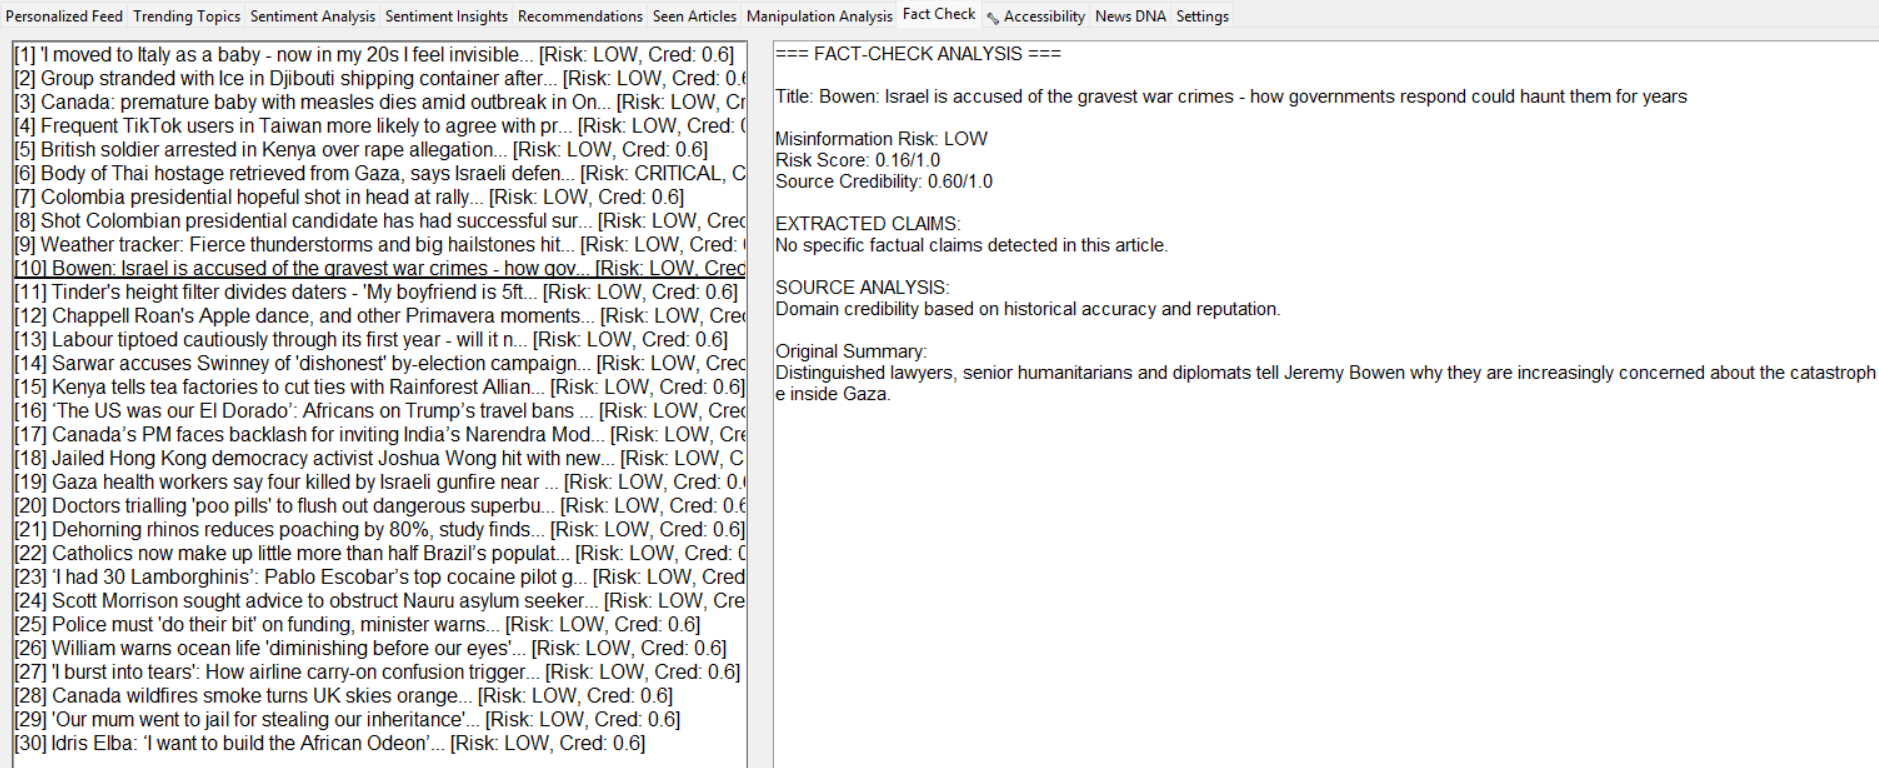 Personalized Feed Trending Topics Sentiment Analysis Sentiment Insights Recommendations Seen Articles Manipulation Analysis Fact Check Accessibility News DNA Settings
[1] 'I moved to Italy as a baby - now in my 20s I feel invisible... [Risk: LOW, Cred: 0.6]
[2] Group stranded with Ice in Djibouti shipping container after... [Risk: LOW, Cred: 0.6
[3] Canada: premature baby with measles dies amid outbreak in On... [Risk: LOW, Cr
[4] Frequent TikTok users in Taiwan more likely to agree with pr... [Risk: LOW, Cred:
[5] British soldier arrested in Kenya over rape allegation... [Risk: LOW, Cred: 0.6]
[6] Body of Thai hostage retrieved from Gaza, says Israeli defen... [Risk: CRITICAL, C
[7] Colombia presidential hopeful shot in head at rally... [Risk: LOW, Cred: 0.6]
[8] Shot Colombian presidential candidate has had successful sur... [Risk: LOW, Cred
[9] Weather tracker: Fierce thunderstorms and big hailstones hit... [Risk: LOW, Cred:
[10] Bowen: Israel is accused of the gravest war crimes - how gov... [Risk: LOW, Cred
[11] Tinder's height filter divides daters - 'My boyfriend is 5ft... [Risk: LOW, Cred: 0.6]
[12] Chappell Roan's Apple dance, and other Primavera moments... [Risk: LOW, Cred
[13] Labour tiptoed cautiously through its first year - will it n... [Risk: LOW, Cred: 0.6]
[14] Sarwar accuses Swinney of 'dishonest' by-election campaign... [Risk: LOW, Cred
[15] Kenya tells tea factories to cut ties with Rainforest Allian... [Risk: LOW, Cred: 0.6]
[16] ‘The US was our El Dorado’: Africans on Trump’s travel bans ... [Risk: LOW, Cred
[17] Canada’s PM faces backlash for inviting India’s Narendra Mod... [Risk: LOW, Cre
[18] Jailed Hong Kong democracy activist Joshua Wong hit with new... [Risk: LOW, C
[19] Gaza health workers say four killed by Israeli gunfire near ... [Risk: LOW, Cred: 0.
[20] Doctors trialling 'poo pills' to flush out dangerous superbu... [Risk: LOW, Cred: 0.6
[21] Dehorning rhinos reduces poaching by 80%, study finds... [Risk: LOW, Cred: 0.6]
[22] Catholics now make up little more than half Brazil’s populat... [Risk: LOW, Cred: 0
[23] ‘I had 30 Lamborghinis’: Pablo Escobar’s top cocaine pilot g... [Risk: LOW, Cred
[24] Scott Morrison sought advice to obstruct Nauru asylum seeker... [Risk: LOW, Cre
[25] Police must 'do their bit' on funding, minister warns... [Risk: LOW, Cred: 0.6]
[26] William warns ocean life 'diminishing before our eyes'... [Risk: LOW, Cred: 0.6]
[27] 'I burst into tears': How airline carry-on confusion trigger... [Risk: LOW, Cred: 0.6]
[28] Canada wildfires smoke turns UK skies orange... [Risk: LOW, Cred: 0.6]
[29] 'Our mum went to jail for stealing our inheritance'... [Risk: LOW, Cred: 0.6]
[30] Idris Elba: ‘I want to build the African Odeon’... [Risk: LOW, Cred: 0.6]
=== FACT-CHECK ANALYSIS ===
Title: Bowen: Israel is accused of the gravest war crimes - how governments respond could haunt them for years
Misinformation Risk: LOW
Risk Score: 0.16/1.0
Source Credibility: 0.60/1.0
EXTRACTED CLAIMS:
No specific factual claims detected in this article.
SOURCE ANALYSIS:
Domain credibility based on historical accuracy and reputation.
Original Summary:
Distinguished lawyers, senior humanitarians and diplomats tell Jeremy Bowen why they are increasingly concerned about the catastroph
e inside Gaza.